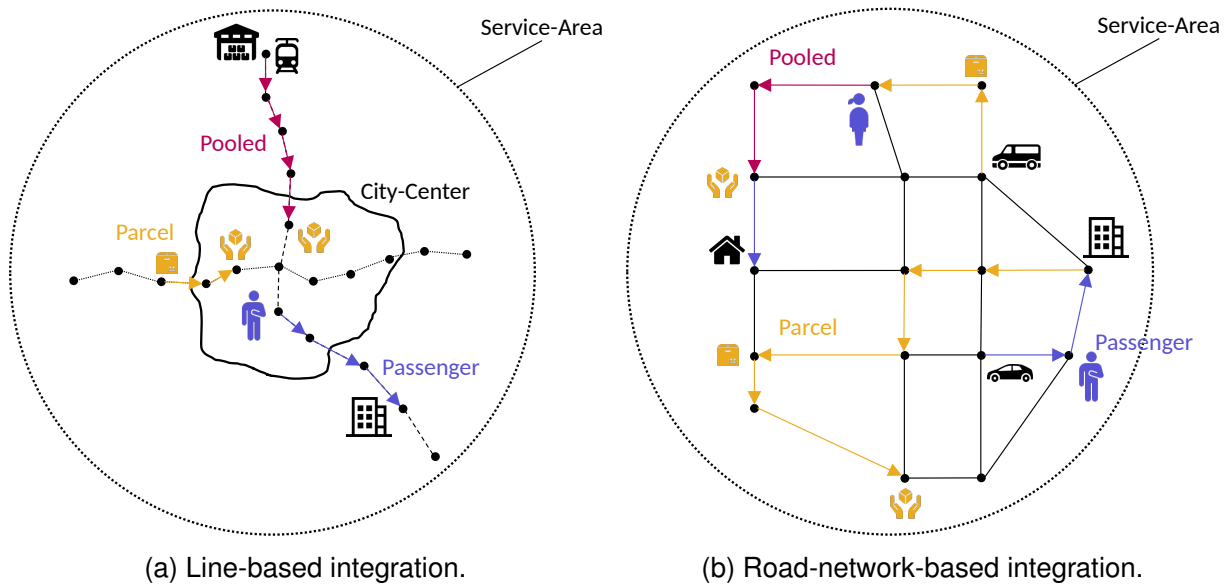 Service-Area
Pooled
City-Center
Parcel
Passenger
(a) Line-based integration.
Service-Area
Pooled
Parcel
Passenger
(b) Road-network-based integration.